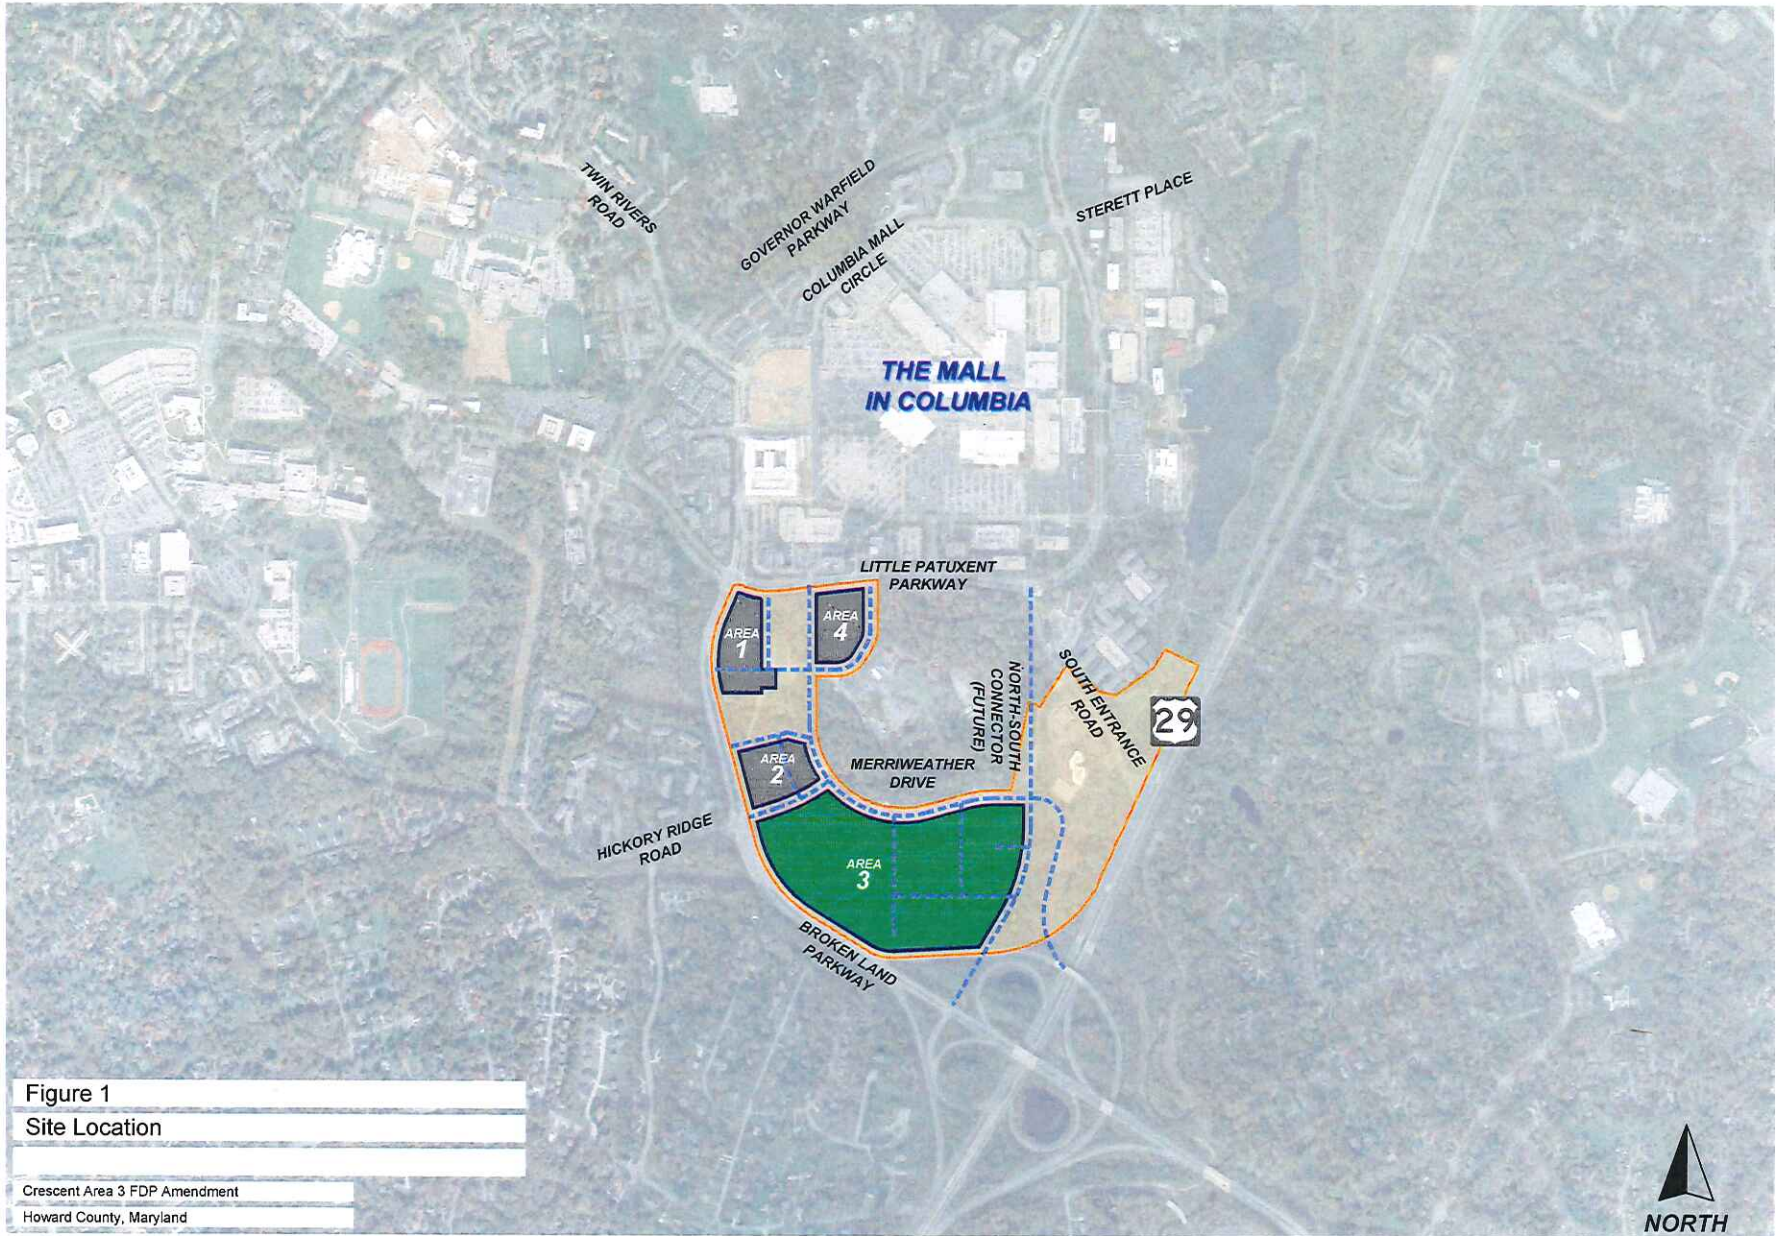 TWIN RIVERS
ROAD
GOVERNOR WARFIELD
PARKWAY
COLUMBIA MALL
CIRCLE
STERETT PLACE
THE MALL
IN COLUMBIA
LITTLE PATUXENT
PARKWAY
AREA
1
AREA
4
NORTH-SOUTH
CONNECTOR
(FUTURE)
SOUTH ENTRANCE
ROAD
29
AREA
2
MERRIWEATHER
DRIVE
HICKORY RIDGE
ROAD
AREA
3
BROKEN LAND
PARKWAY
Figure 1
Site Location
Crescent Area 3 FDP Amendment
Howard County, Maryland
NORTH